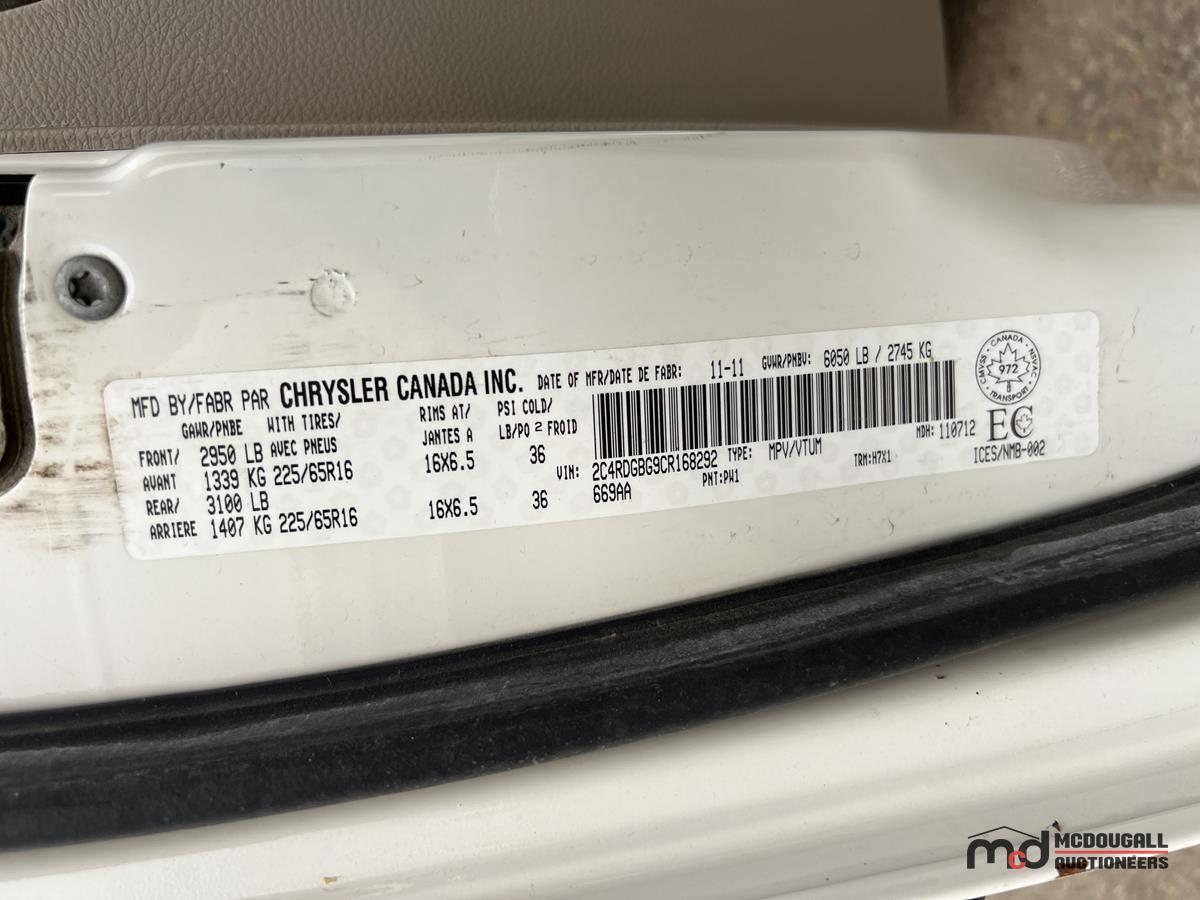 MFD BY/FABR PAR CHRYSLER CANADA INC. DATE OF MFR/DATE DE FABR: 11-11 GVWR/PNBV: 6050 LB / 2745 KG
GAWR/PNBE WITH TIRES/ RIMS AT/ PSI COLD/
FRONT/ 2950 LB AVEC PNEUS JANTES A LB/PO 2 FROID
AVANT 1339 KG 225/65R16 16X6.5 36
REAR/ 3100 LB
ARRIERE 1407 KG 225/65R16 16X6.5 36
VIN: 2C4RDGBG9CR168292 TYPE: MPV/VTUM MDH: 110712
669AA PNT:PW1 TRM:H7X1
CANADA
CMVSS NSVAC
972
TRANSPORT
EC
ICES/NMB-002
mcd MCDOUGALL
AUCTIONEERS